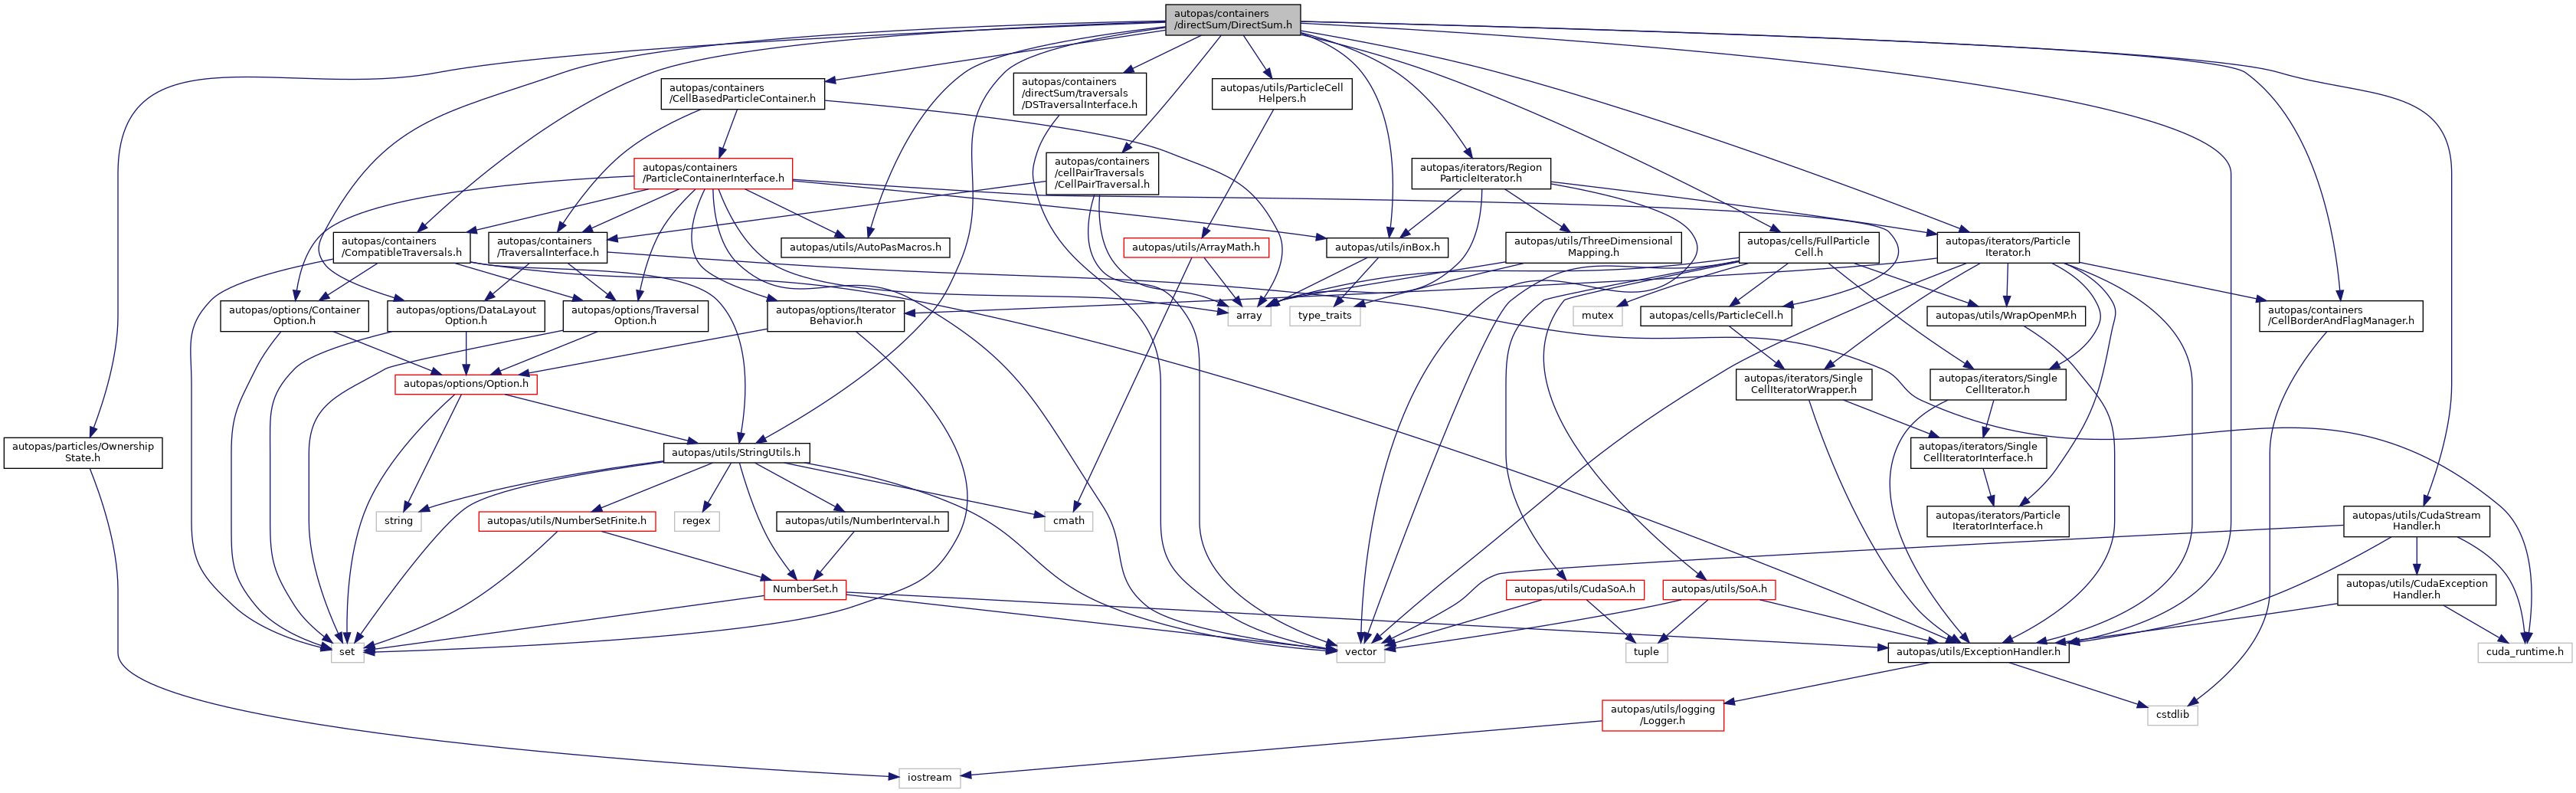 autopas/containers
/directSum/DirectSum.h
autopas/containers
/CellBasedParticleContainer.h
autopas/containers
/directSum/traversals
/DSTraversalInterface.h
autopas/utils/ParticleCell
Helpers.h
autopas/containers
/ParticleContainerInterface.h
autopas/containers
/cellPairTraversals
/CellPairTraversal.h
autopas/iterators/Region
ParticleIterator.h
autopas/containers
/CompatibleTraversals.h
autopas/containers
/TraversalInterface.h
autopas/utils/AutoPasMacros.h
autopas/utils/ArrayMath.h
autopas/utils/inBox.h
autopas/utils/ThreeDimensional
Mapping.h
autopas/cells/FullParticle
Cell.h
autopas/iterators/Particle
Iterator.h
autopas/options/Container
Option.h
autopas/options/DataLayout
Option.h
autopas/options/Traversal
Option.h
autopas/options/Iterator
Behavior.h
array
type_traits
mutex
autopas/cells/ParticleCell.h
autopas/utils/WrapOpenMP.h
autopas/containers
/CellBorderAndFlagManager.h
autopas/options/Option.h
autopas/iterators/Single
CellIteratorWrapper.h
autopas/iterators/Single
CellIterator.h
autopas/particles/Ownership
State.h
autopas/utils/StringUtils.h
autopas/iterators/Single
CellIteratorInterface.h
string
autopas/utils/NumberSetFinite.h
regex
autopas/utils/NumberInterval.h
cmath
autopas/iterators/Particle
IteratorInterface.h
autopas/utils/CudaStream
Handler.h
NumberSet.h
autopas/utils/CudaSoA.h
autopas/utils/SoA.h
autopas/utils/CudaException
Handler.h
set
vector
tuple
autopas/utils/ExceptionHandler.h
cuda_runtime.h
autopas/utils/logging
/Logger.h
cstdlib
iostream